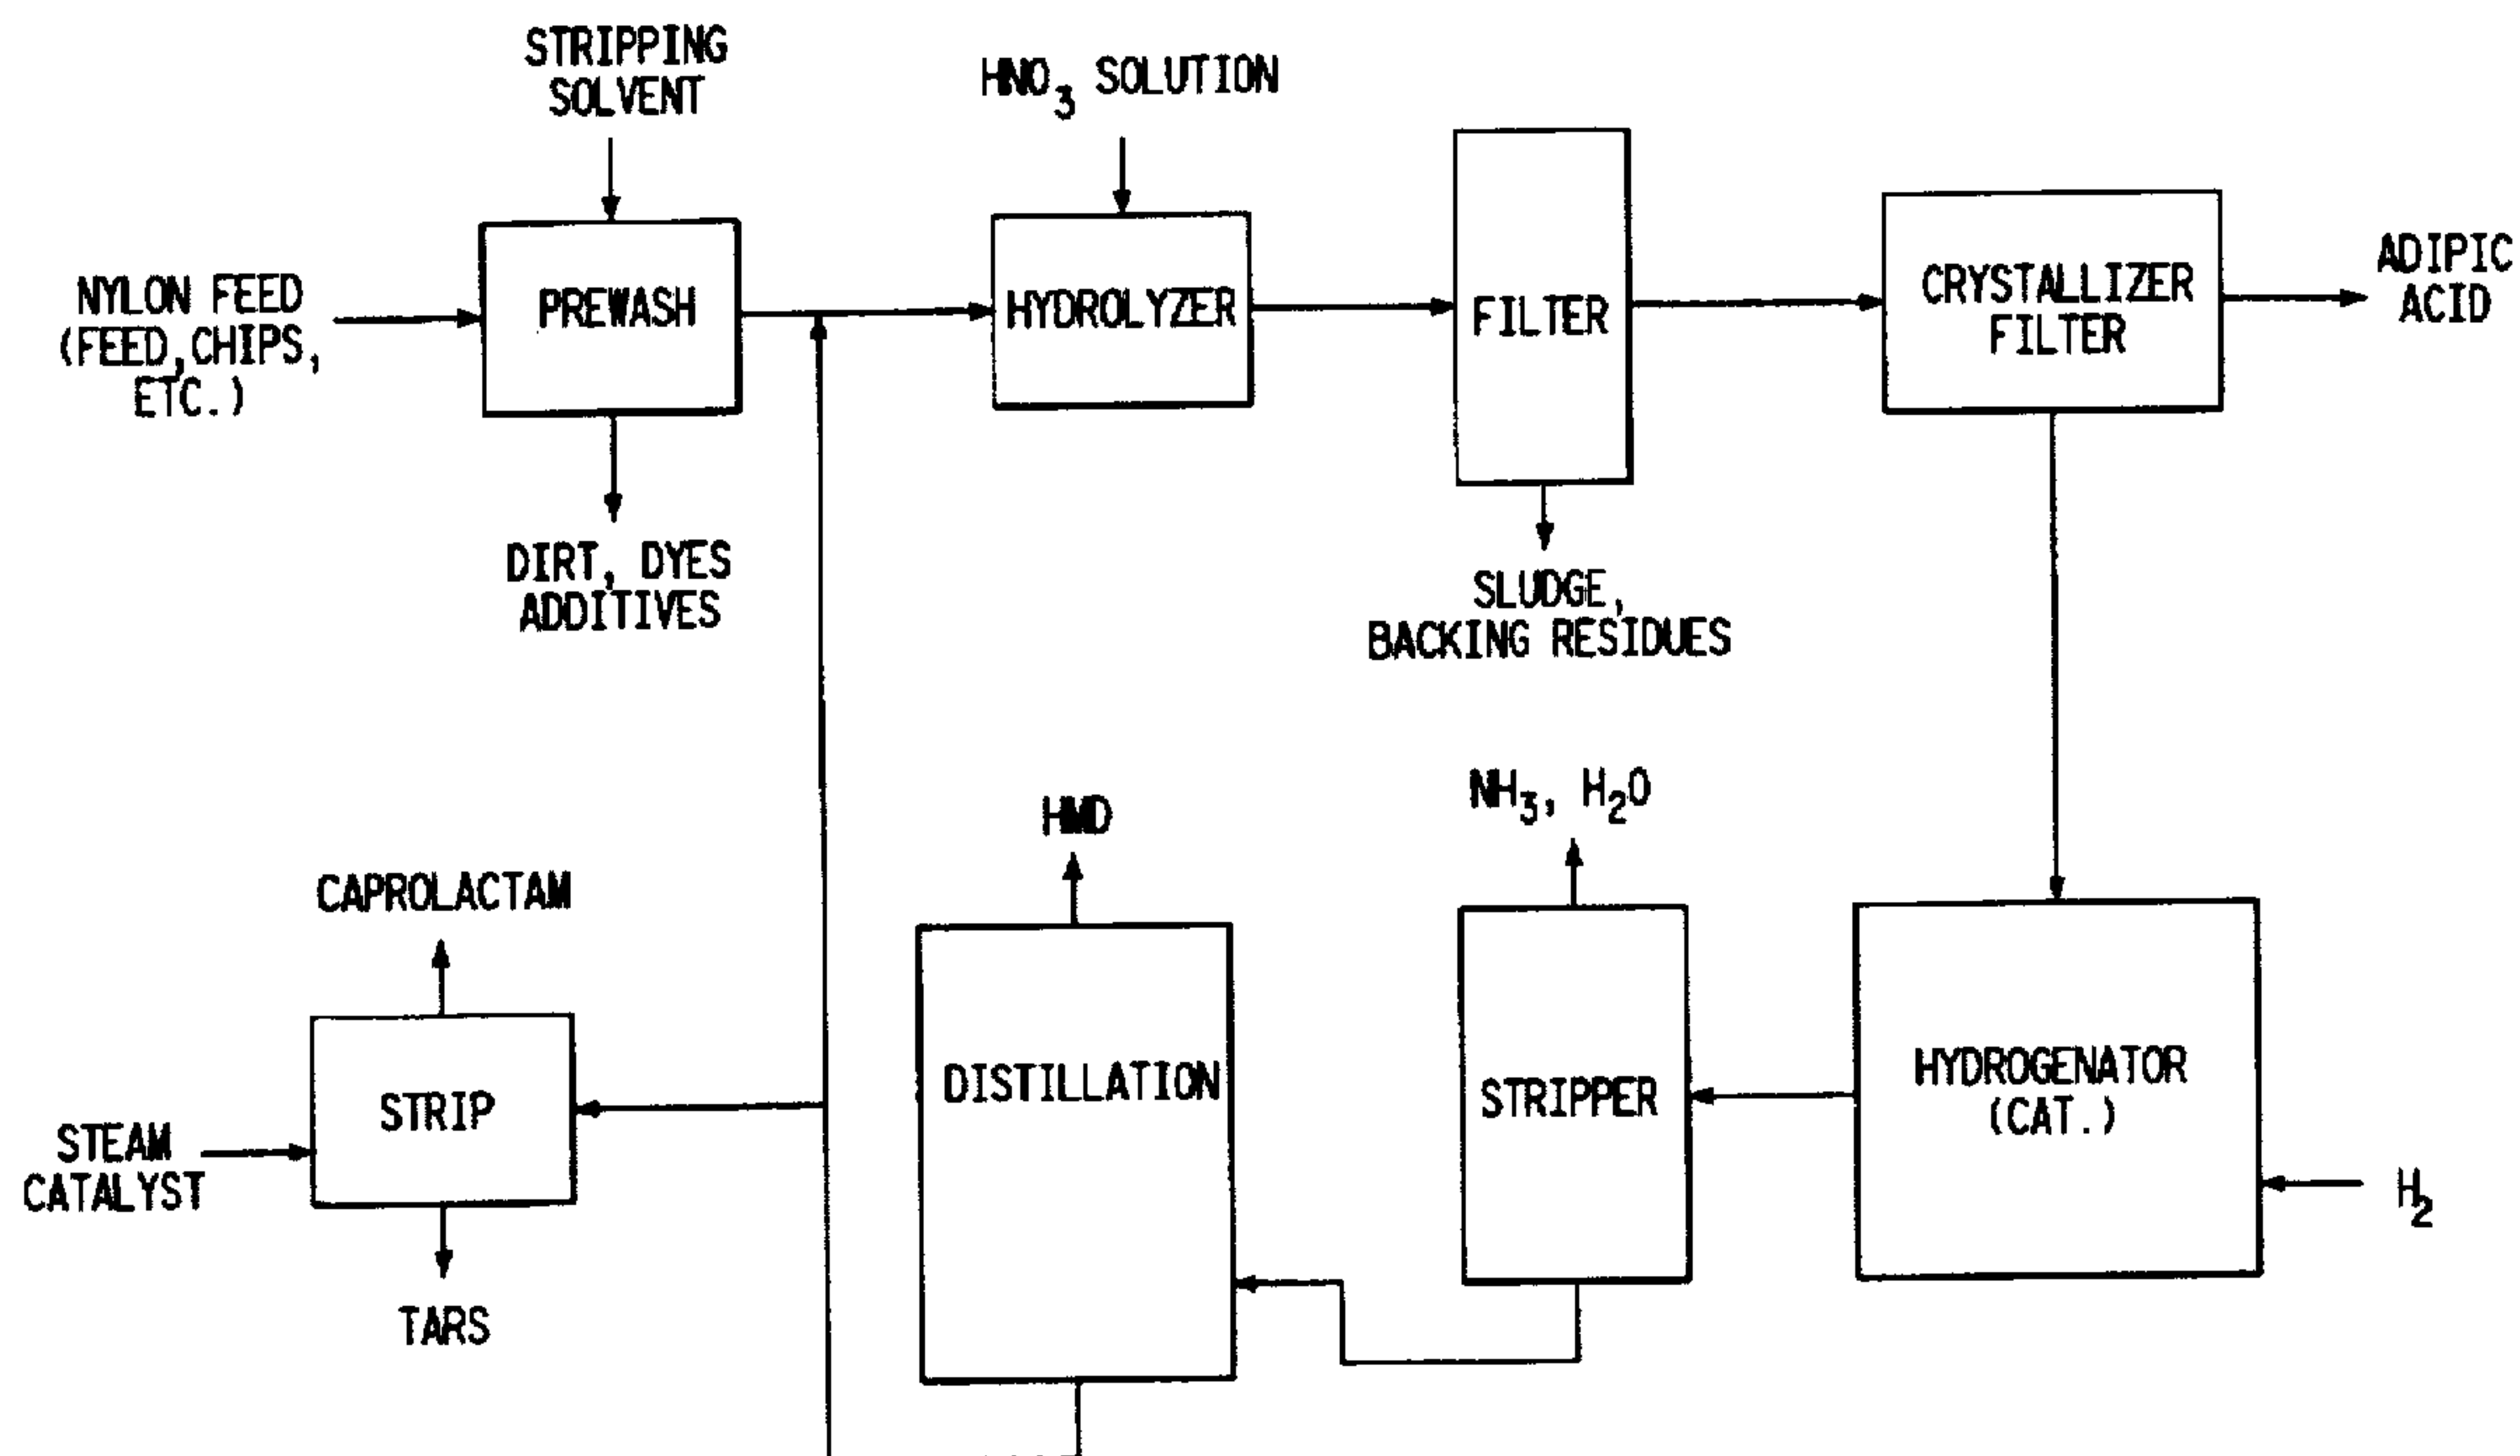 STRIPPING
SOLVENT
HNO3 SOLUTION
NYLON FEED
(FEED,CHIPS,
ETC.)
PREWASH
HYDROLYZER
FILTER
CRYSTALLIZER
FILTER
ADIPIC
ACID
DIRT, DYES
ADDITIVES
SLUDGE,
BACKING RESIDUES
HMD
NH3, H2O
CAPROLACTAM
STRIP
STEAM
CATALYST
TARS
DISTILLATION
STRIPPER
HYDROGENATOR
(CAT.)
H2